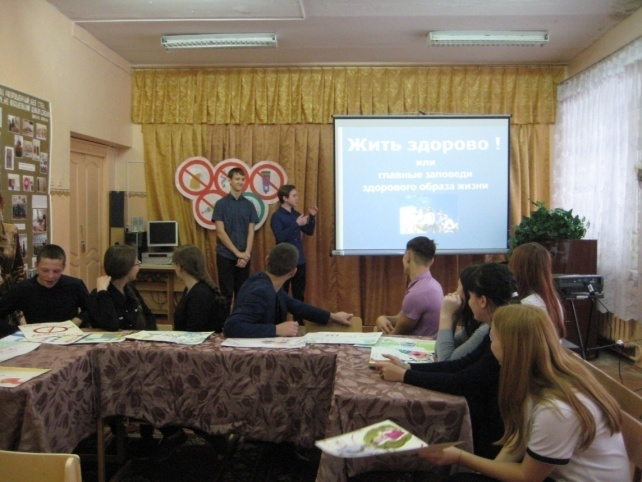 Жить здорово !
или
главные заповеди
здорового образа жизни